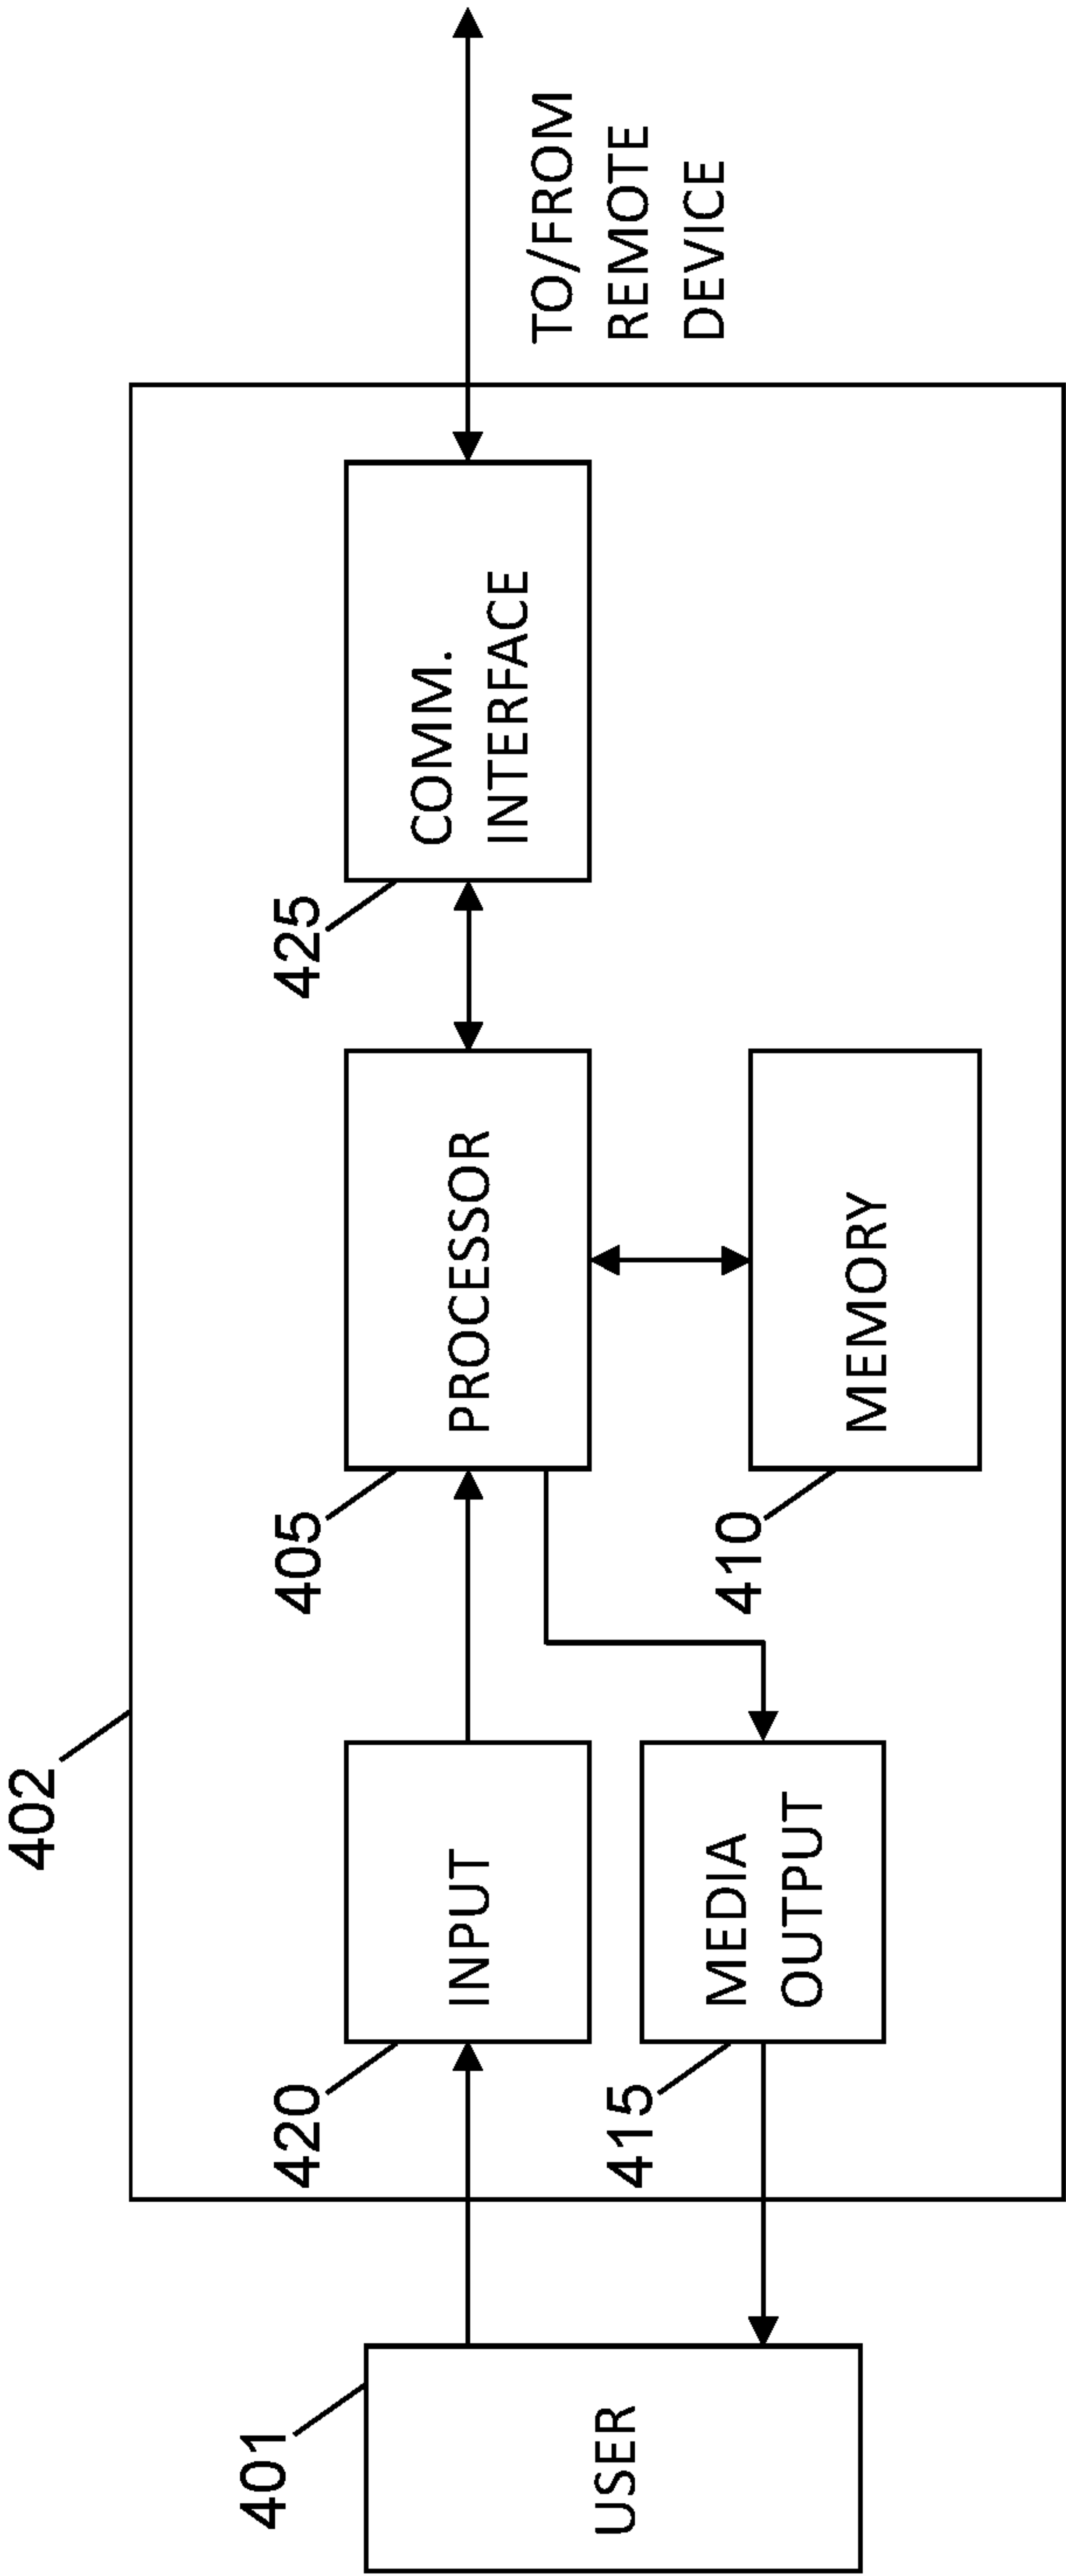 402
401
USER
420
INPUT
415
MEDIA
OUTPUT
405
PROCESSOR
410
MEMORY
425
COMM.
INTERFACE
TO/FROM
REMOTE
DEVICE